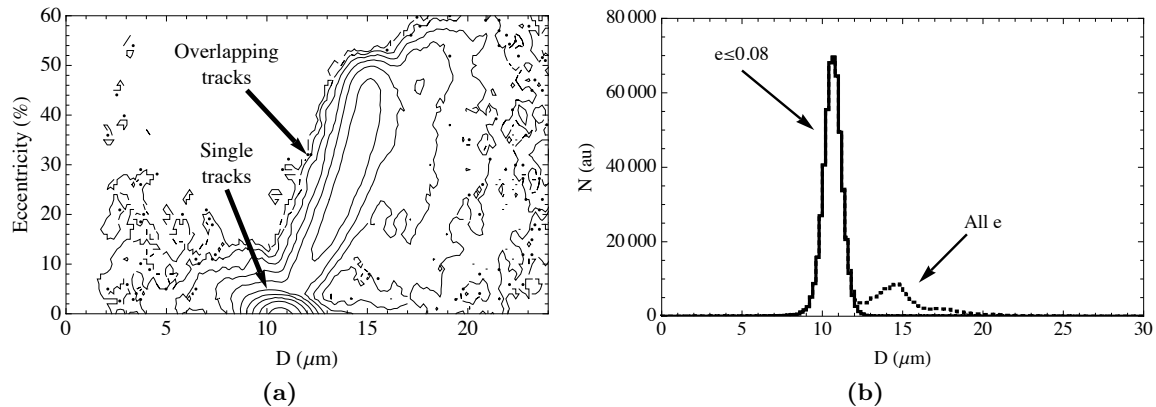 60
50
40
30
20
10
0
Eccentricity (%)
Overlapping
tracks
Single
tracks
0 5 10 15 20
D (μm)
(a)
80 000
60 000
40 000
20 000
0
N (au)
e≤0.08
All e
0 5 10 15 20 25 30
D (μm)
(b)